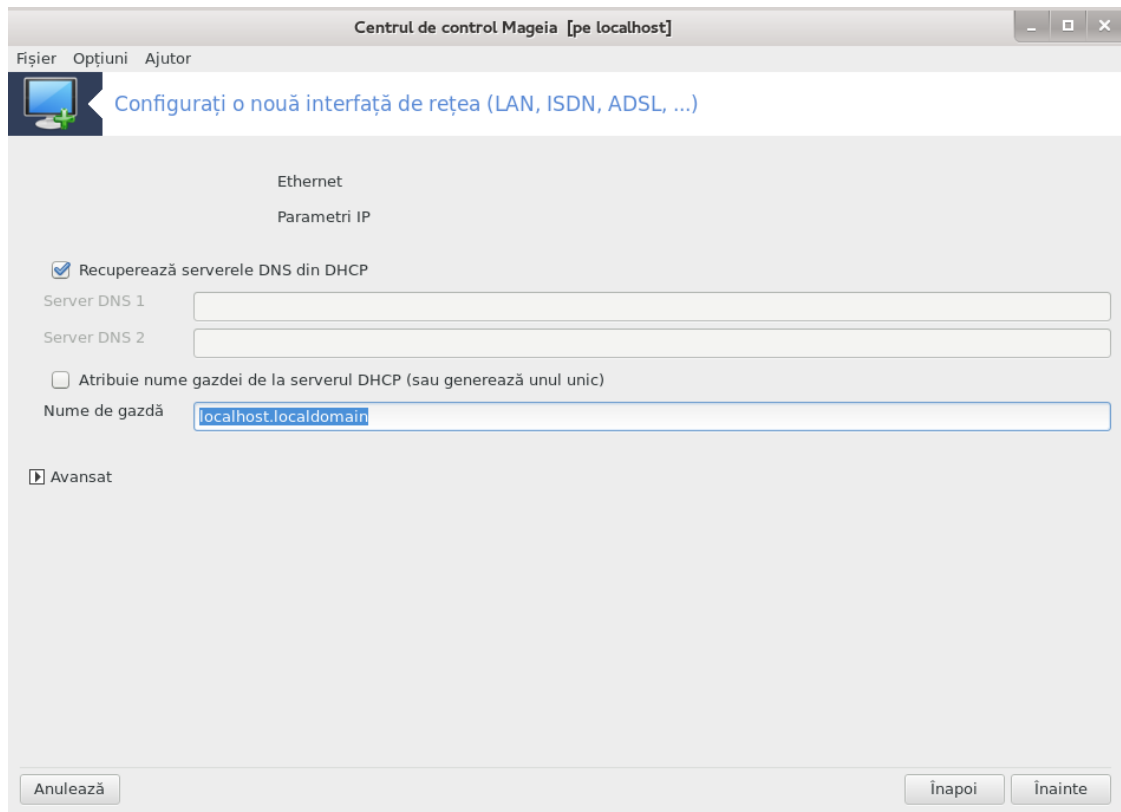 Centrul de control Mageia [pe localhost]
Fișier Opțiuni Ajutor
Configurați o nouă interfață de rețea (LAN, ISDN, ADSL, ...)
Ethernet
Parametri IP
Recuperează serverele DNS din DHCP
Server DNS 1
Server DNS 2
Atribuie nume gazdei de la serverul DHCP (sau generează unul unic)
Nume de gazdă localhost.localdomain
Avansat
Anulează Înapoi Înainte